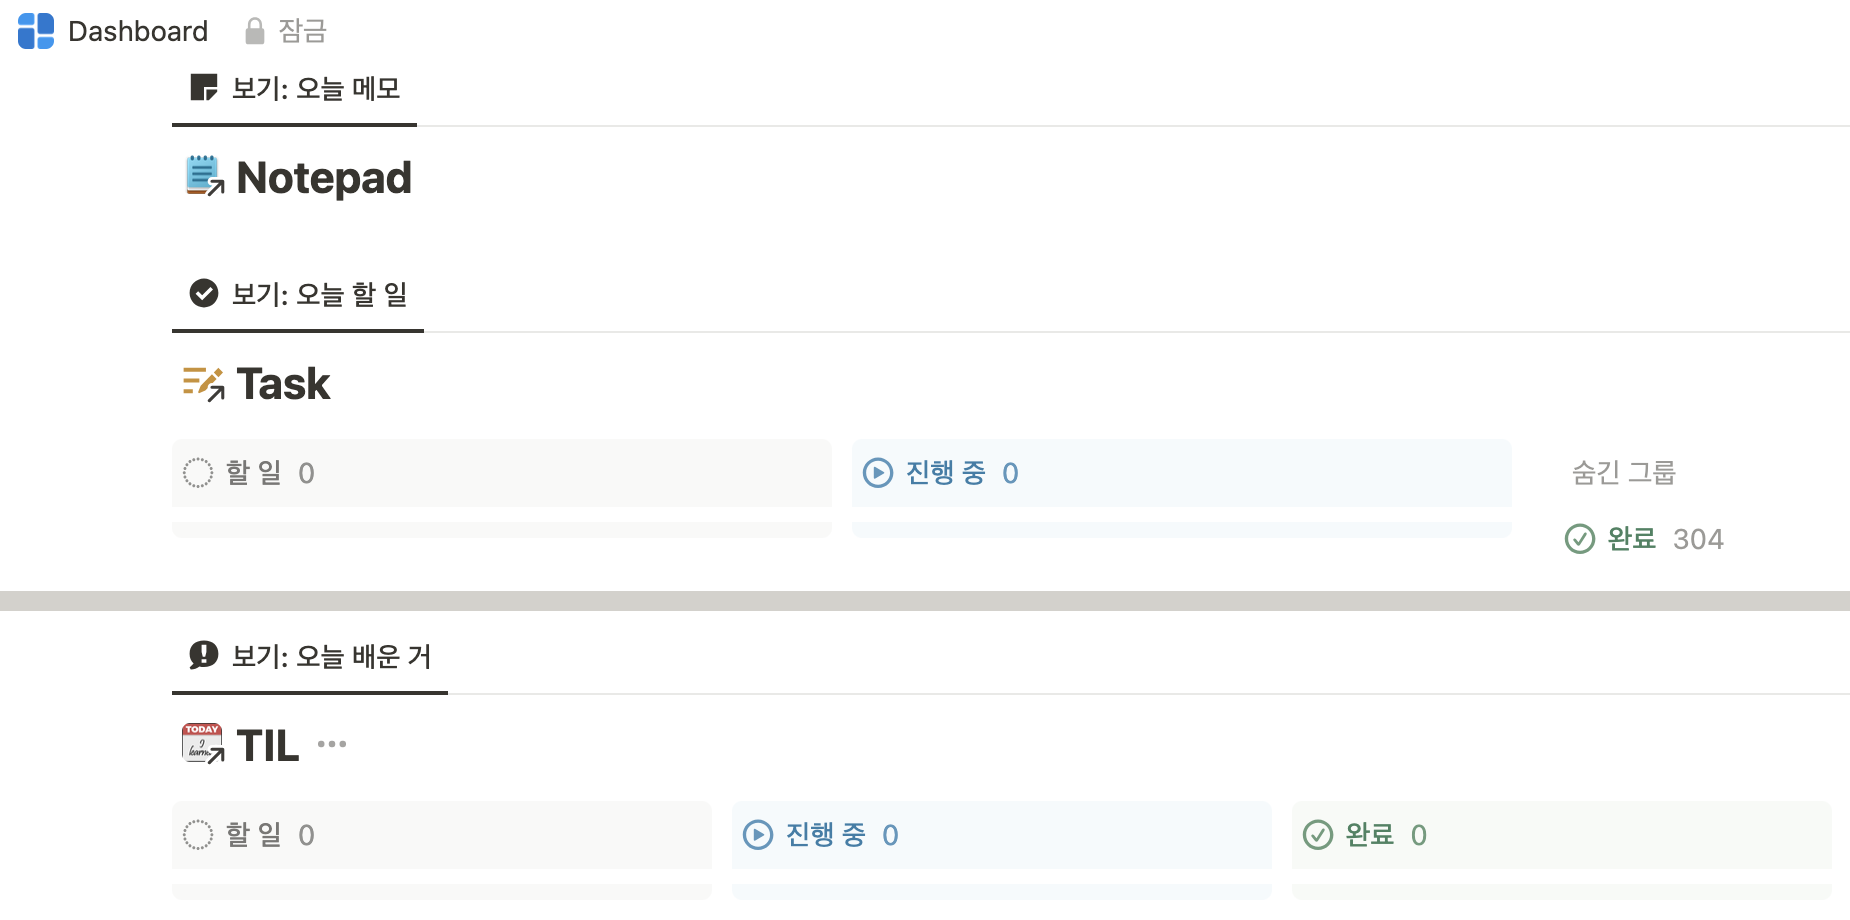 Dashboard 잠금
보기: 오늘 메모
Notepad
보기: 오늘 할 일
Task
할 일 0 진행 중 0 숨긴 그룹
완료 304
보기: 오늘 배운 거
TODAY
I
learned
TIL ···
할 일 0 진행 중 0 완료 0